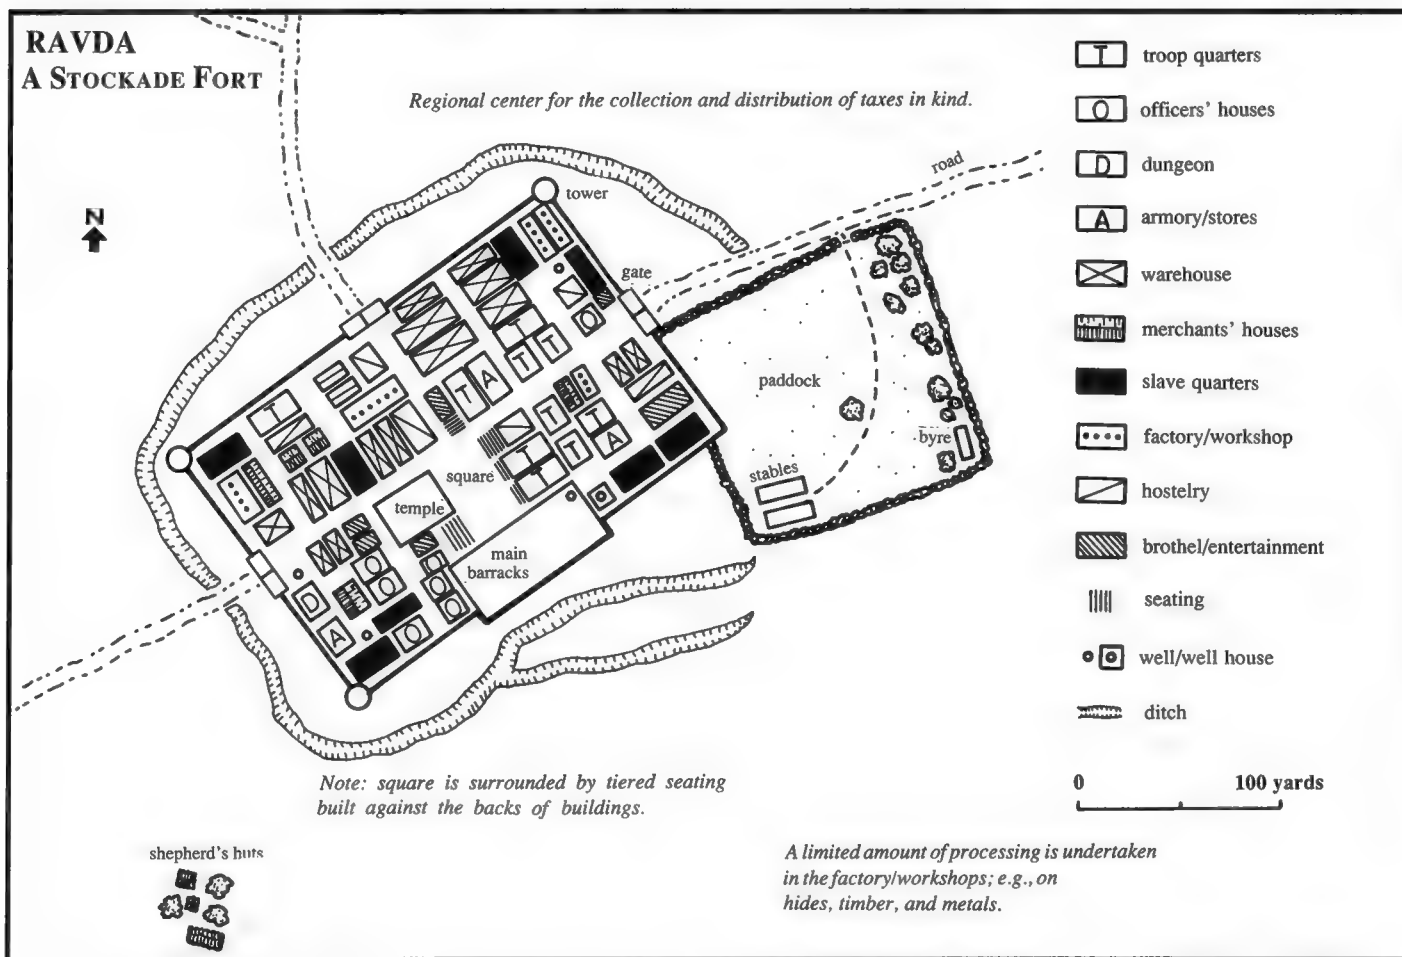 RAVDA
A STOCKADE FORT
Regional center for the collection and distribution of taxes in kind.
N
tower
road
gate
paddock
byre
stables
square
temple
main
barracks
T
T
T
T
A
T
T
A
T
T
T
O
O
O
O
O
O
D
A
Note: square is surrounded by tiered seating
built against the backs of buildings.
shepherd's huts
A limited amount of processing is undertaken
in the factory/workshops; e.g., on
hides, timber, and metals.
T troop quarters
O officers' houses
D dungeon
A armory/stores
warehouse
merchants' houses
slave quarters
factory/workshop
hostelry
brothel/entertainment
seating
well/well house
ditch
0 100 yards